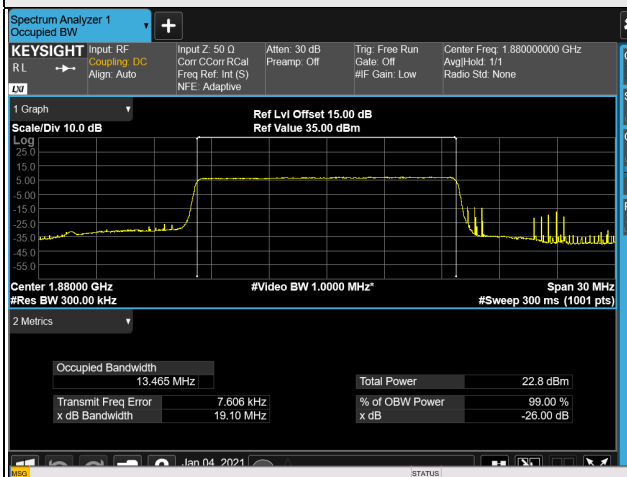 Spectrum Analyzer 1
Occupied BW
+
KEYSIGHT Input: RF Input Z: 50 Ω Atten: 30 dB Trig: Free Run Center Freq: 1.880000000 GHz
R L Coupling: DC Corr CCorr RCal Preamp: Off Gate: Off Avg|Hold: 1/1
Align: Auto Freq Ref: Int (S) #IF Gain: Low Radio Std: None
LXI NFE: Adaptive
1 Graph
Ref Lvl Offset 15.00 dB
Scale/Div 10.0 dB Ref Value 35.00 dBm
Log
25.0
15.0
5.00
-5.00
-15.0
-25.0
-35.0
-45.0
-55.0
Center 1.88000 GHz #Video BW 1.0000 MHz* Span 30 MHz
#Res BW 300.00 kHz #Sweep 300 ms (1001 pts)
2 Metrics
Occupied Bandwidth
13.465 MHz Total Power 22.8 dBm
Transmit Freq Error 7.606 kHz % of OBW Power 99.00 %
x dB Bandwidth 19.10 MHz x dB -26.00 dB
Jan 04, 2021
MSG STATUS